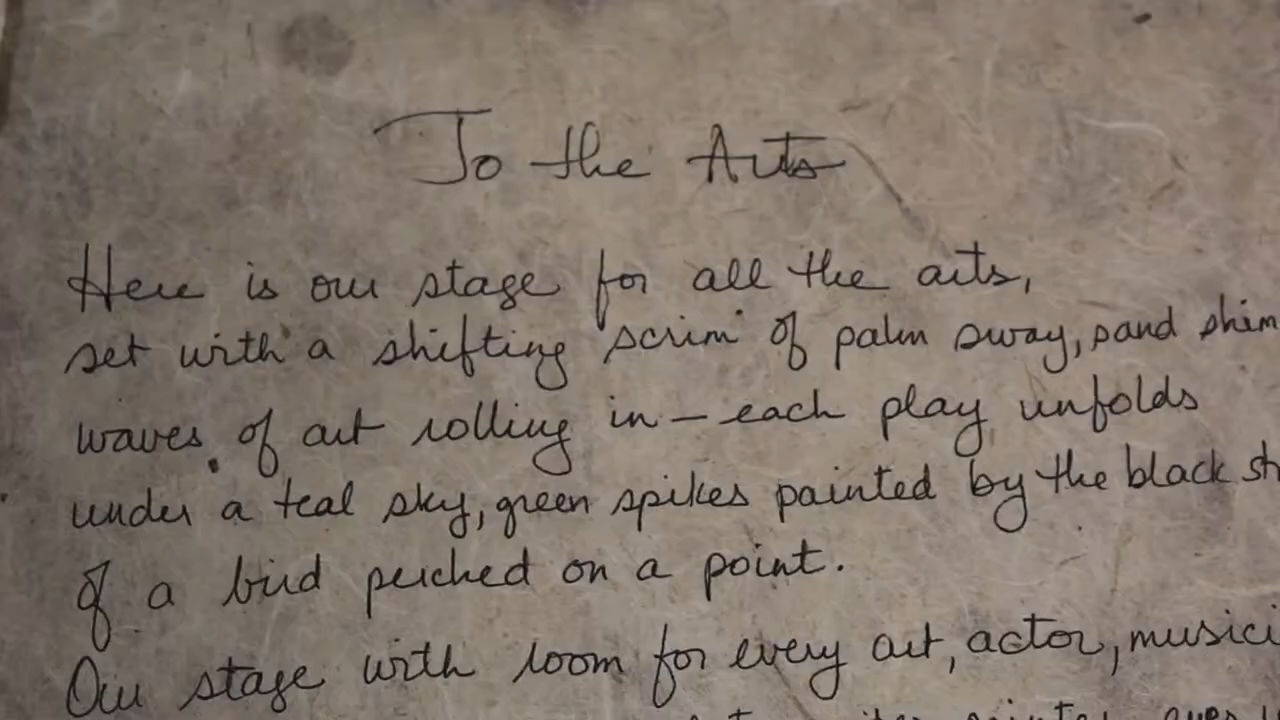 To the Arts
Here is our stage for all the arts,
set with a shifting scrim of palm sway, sand
waves of art rolling in — each play unfolds
under a teal sky, green spikes painted by the black
of a bird perched on a point.
Our stage with room for every art, actor,